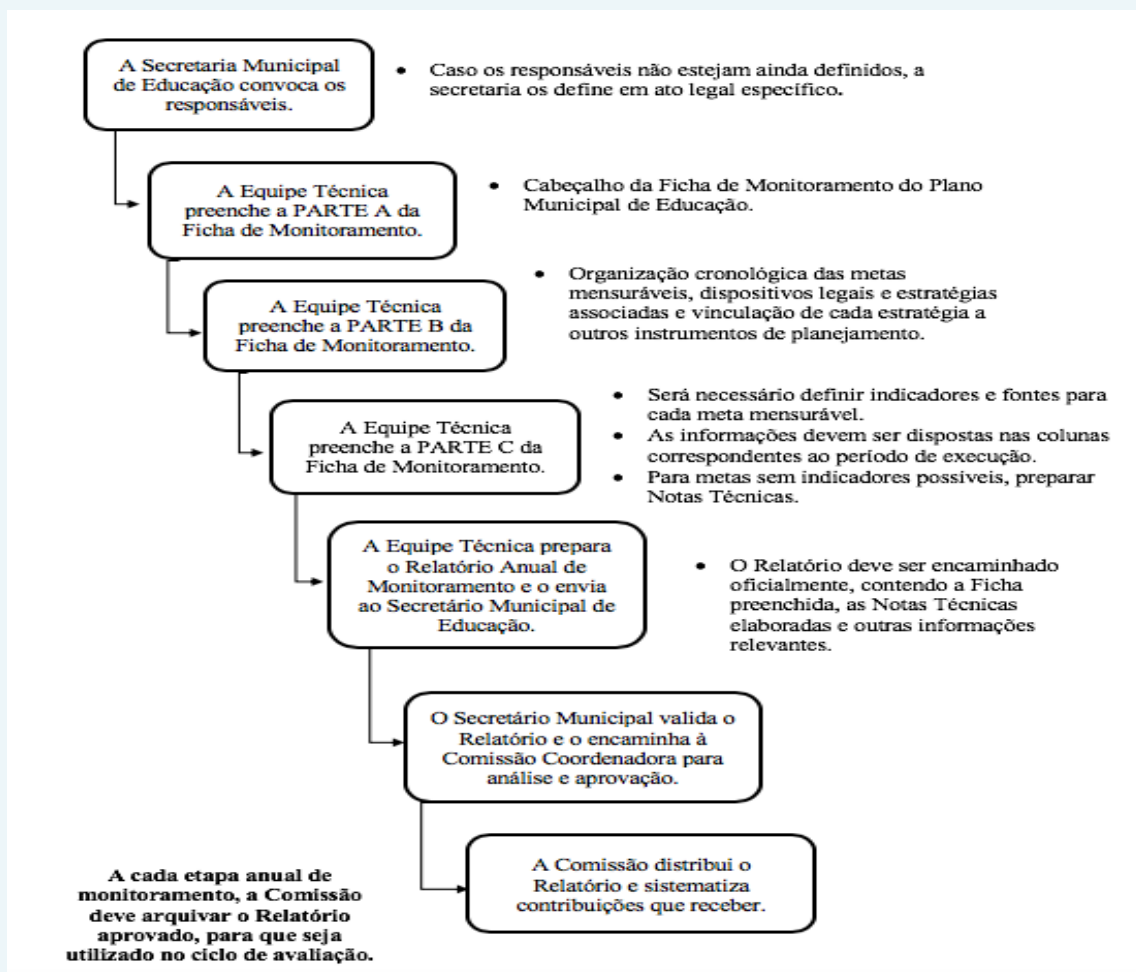 A Secretaria Municipal
de Educação convoca os
responsáveis.
• Caso os responsáveis não estejam ainda definidos, a
secretaria os define em ato legal específico.
A Equipe Técnica
preenche a PARTE A da
Ficha de Monitoramento.
• Cabeçalho da Ficha de Monitoramento do Plano
Municipal de Educação.
A Equipe Técnica
preenche a PARTE B da
Ficha de Monitoramento.
• Organização cronológica das metas
mensuráveis, dispositivos legais e estratégias
associadas e vinculação de cada estratégia a
outros instrumentos de planejamento.
A Equipe Técnica
preenche a PARTE C da
Ficha de Monitoramento.
• Será necessário definir indicadores e fontes para
cada meta mensurável.
• As informações devem ser dispostas nas colunas
correspondentes ao período de execução.
• Para metas sem indicadores possíveis, preparar
Notas Técnicas.
A Equipe Técnica prepara
o Relatório Anual de
Monitoramento e o envia
ao Secretário Municipal de
Educação.
• O Relatório deve ser encaminhado
oficialmente, contendo a Ficha
preenchida, as Notas Técnicas
elaboradas e outras informações
relevantes.
O Secretário Municipal valida o
Relatório e o encaminha à
Comissão Coordenadora para
análise e aprovação.
A Comissão distribui o
Relatório e sistematiza
contribuições que receber.
A cada etapa anual de
monitoramento, a Comissão
deve arquivar o Relatório
aprovado, para que seja
utilizado no ciclo de avaliação.